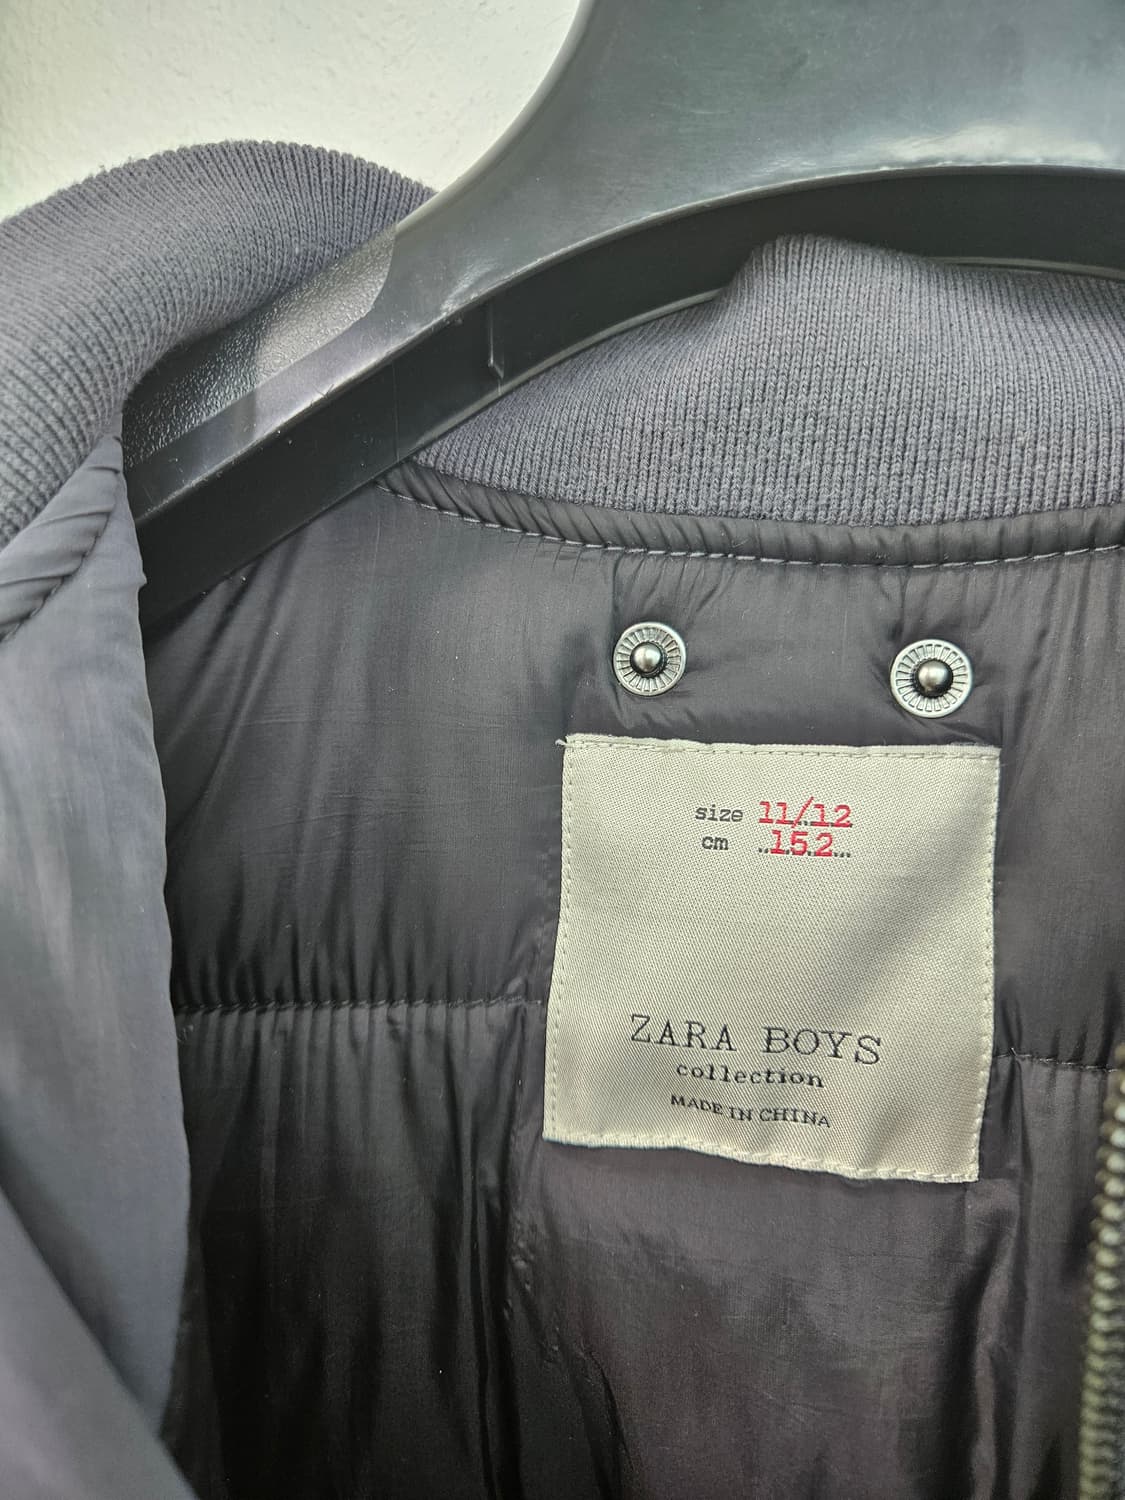 size 11/12
cm ..152...
ZARA BOYS
collection
MADE IN CHINA